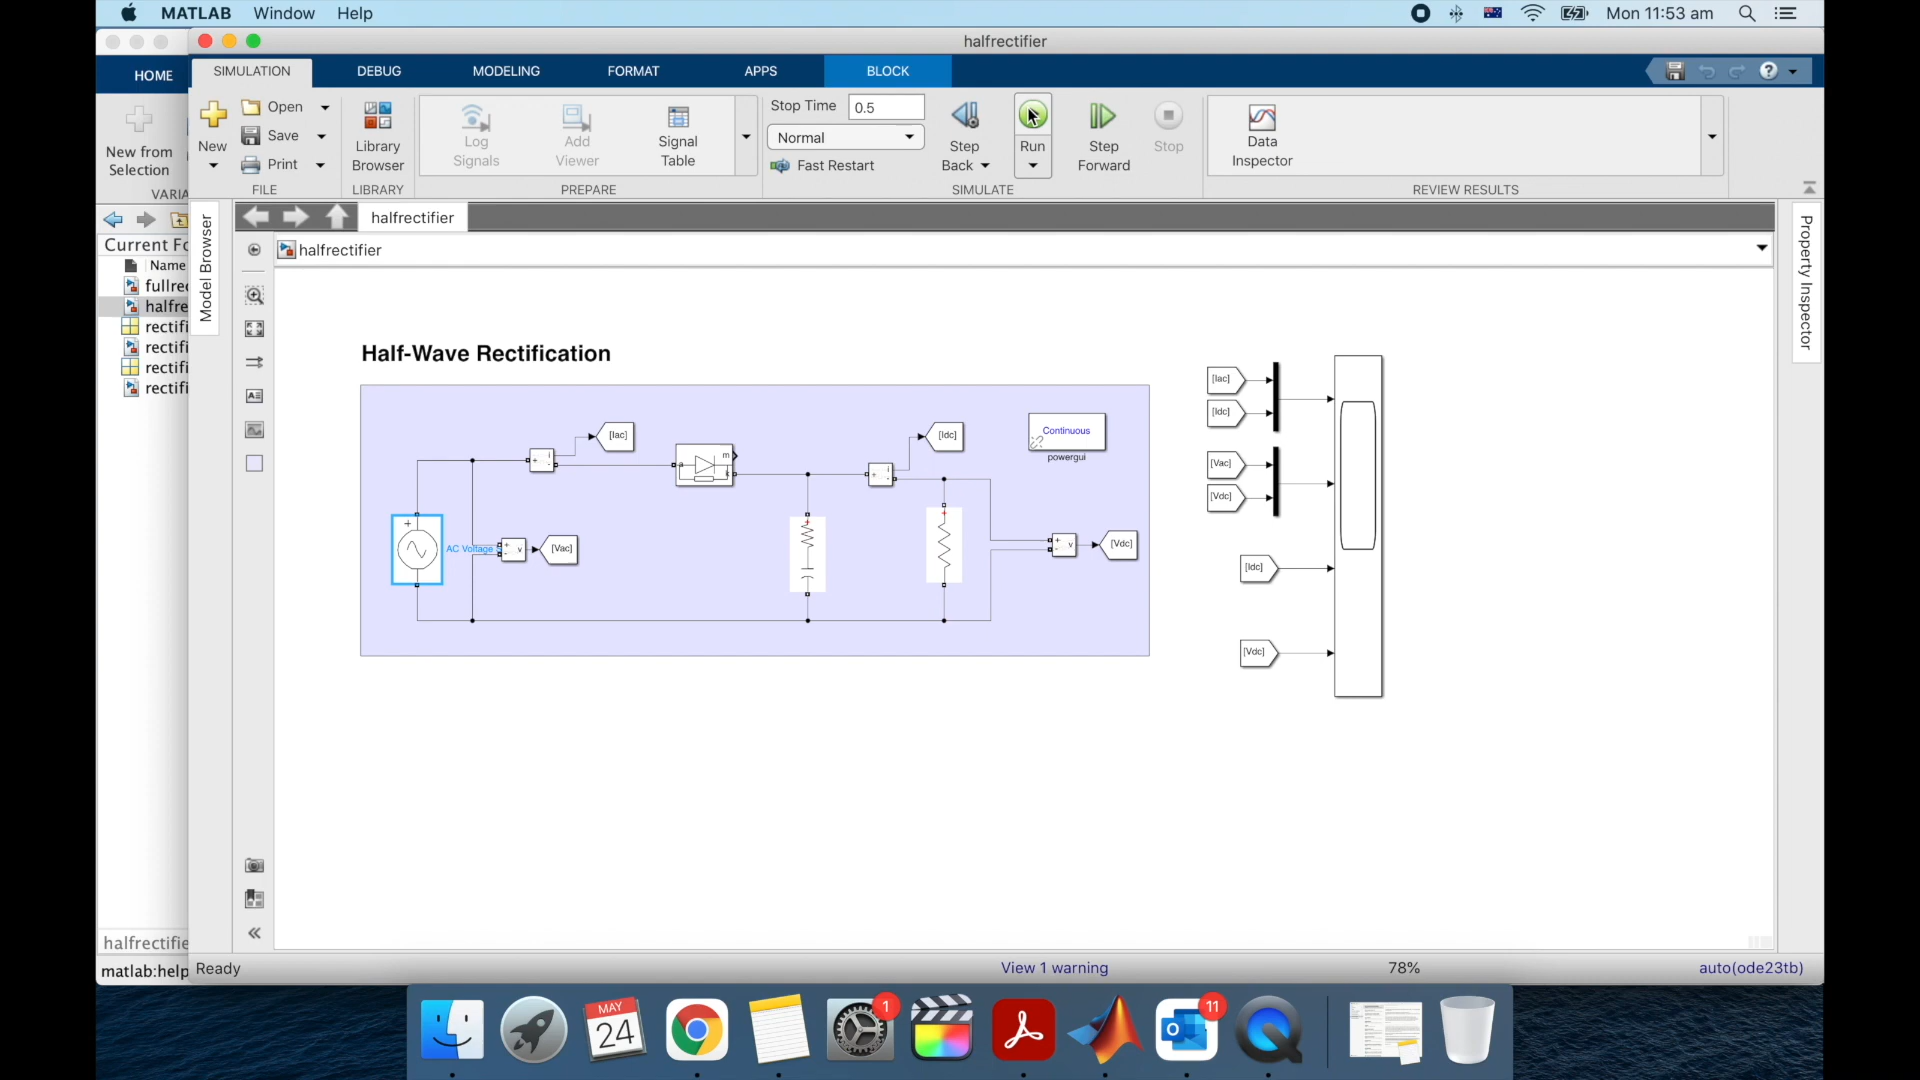 MATLAB Window Help
Mon 11:53 am
halfrectifier
HOME
SIMULATION DEBUG MODELING FORMAT APPS BLOCK
New from
Selection
VARIA
New
Open
Save
Print
FILE
Library
Browser
LIBRARY
Log
Signals
Add
Viewer
Signal
Table
PREPARE
Stop Time 0.5
Normal
Fast Restart
Step
Back
Run
Step
Forward
Stop
SIMULATE
Data
Inspector
REVIEW RESULTS
Current Fo
Name
fullrec
halfre
rectifi
rectifi
rectifi
rectifi
halfrectifie
matlab:help
Model Browser
halfrectifier
halfrectifier
Property Inspector
Half-Wave Rectification
[Iac]
[Idc]
Continuous
powergui
a
m
k
+
i
-
+
i
-
+
AC Voltage
+
-
v
[Vac]
+
+
+
-
v
[Vdc]
[Iac]
[Idc]
[Vac]
[Vdc]
[Idc]
[Vdc]
Ready
View 1 warning
78%
auto(ode23tb)
MAY
24
1
11